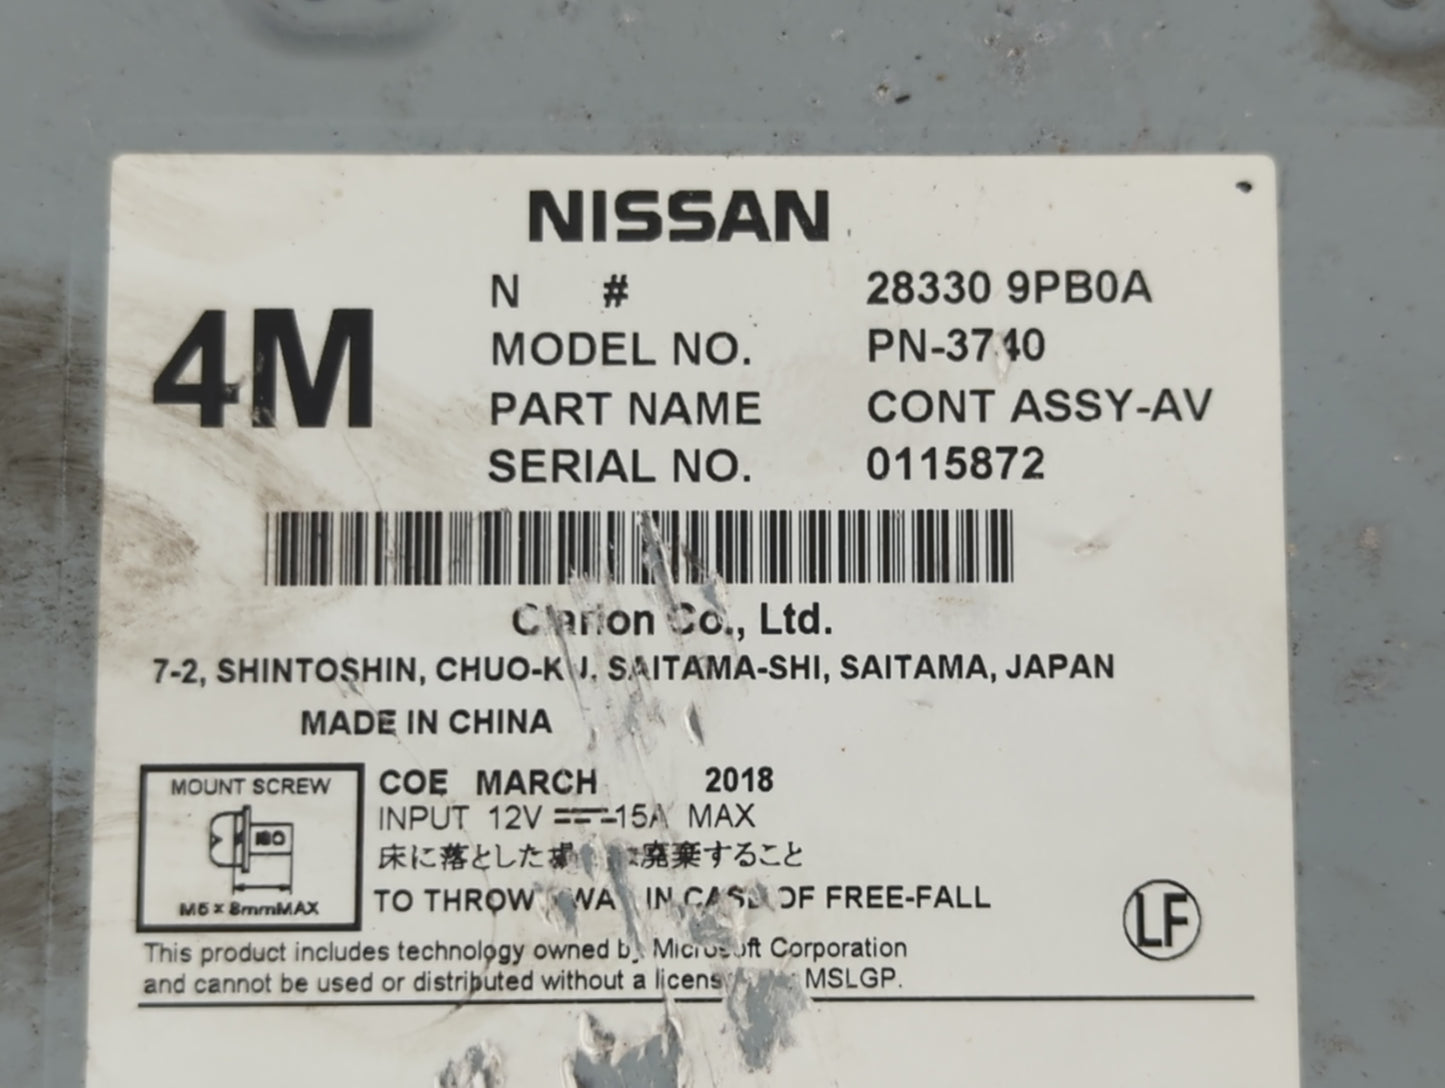 NISSAN
4M
N # 28330 9PB0A
MODEL NO. PN-3740
PART NAME CONT ASSY-AV
SERIAL NO. 0115872
Clarion Co., Ltd.
7-2, SHINTOSHIN, CHUO-KU, SAITAMA-SHI, SAITAMA, JAPAN
MADE IN CHINA
MOUNT SCREW
ISO
M5 x 8mmMAX
COE MARCH 2018
INPUT 12V ⎓ 15A MAX
床に落とした 廃棄すること
TO THROW IN CASE OF FREE-FALL
LF
This product includes technology owned by Microsoft Corporation
and cannot be used or distributed without a MSLGP.